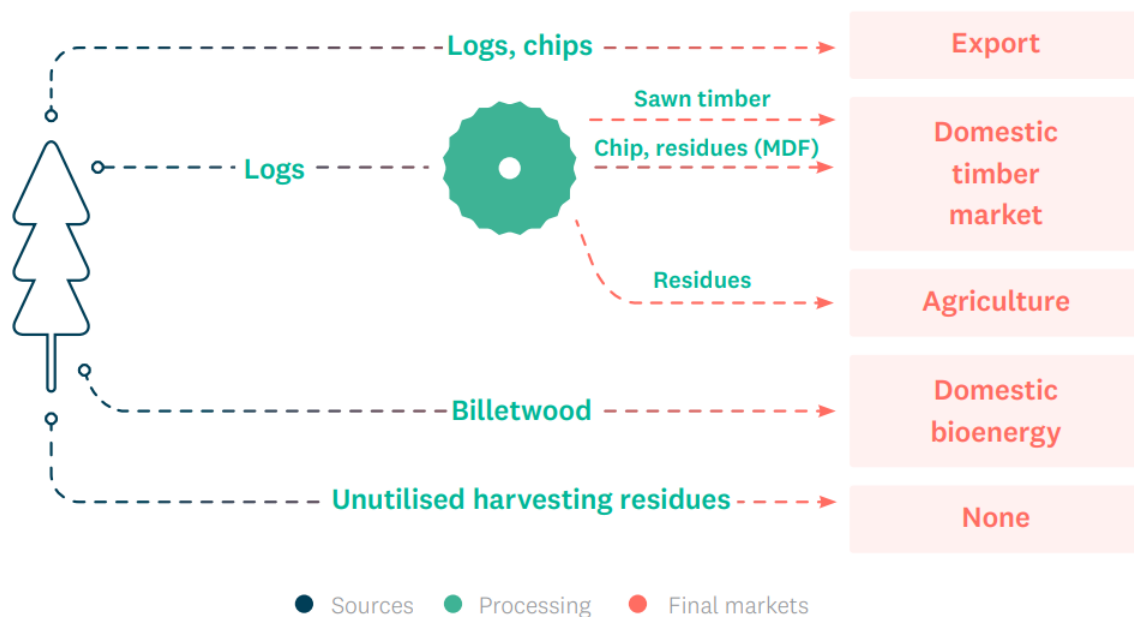 Logs, chips
Export
Sawn timber
Chip, residues (MDF)
Domestic
timber
market
Logs
Residues
Agriculture
Billetwood
Domestic
bioenergy
Unutilised harvesting residues
None
Sources
Processing
Final markets